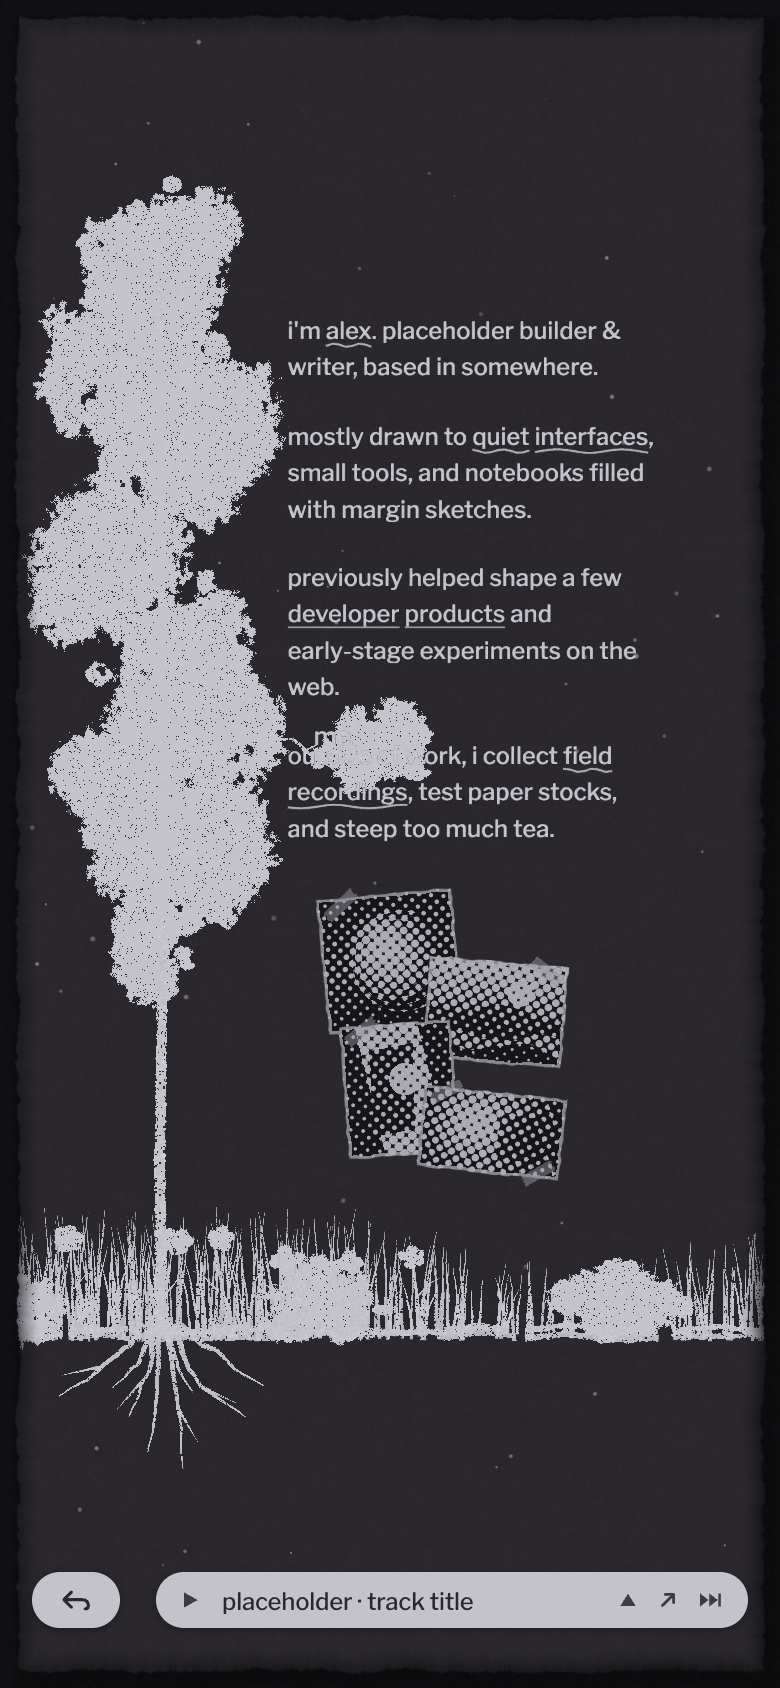 i'm alex. placeholder builder &
writer, based in somewhere.
mostly drawn to quiet interfaces,
small tools, and notebooks filled
with margin sketches.
previously helped shape a few
developer products and
early-stage experiments on the
web.
work, i collect field
recordings, test paper stocks,
and steep too much tea.
placeholder · track title